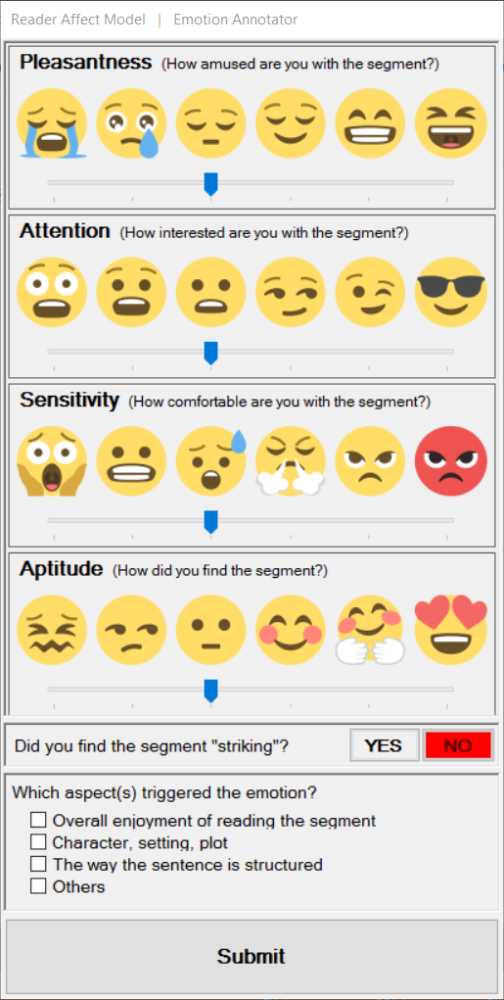 Reader Affect Model | Emotion Annotator
Pleasantness (How amused are you with the segment?)
Attention (How interested are you with the segment?)
Sensitivity (How comfortable are you with the segment?)
Aptitude (How did you find the segment?)
Did you find the segment "striking"? YES NO
Which aspect(s) triggered the emotion?
Overall enjoyment of reading the segment
Character, setting, plot
The way the sentence is structured
Others
Submit